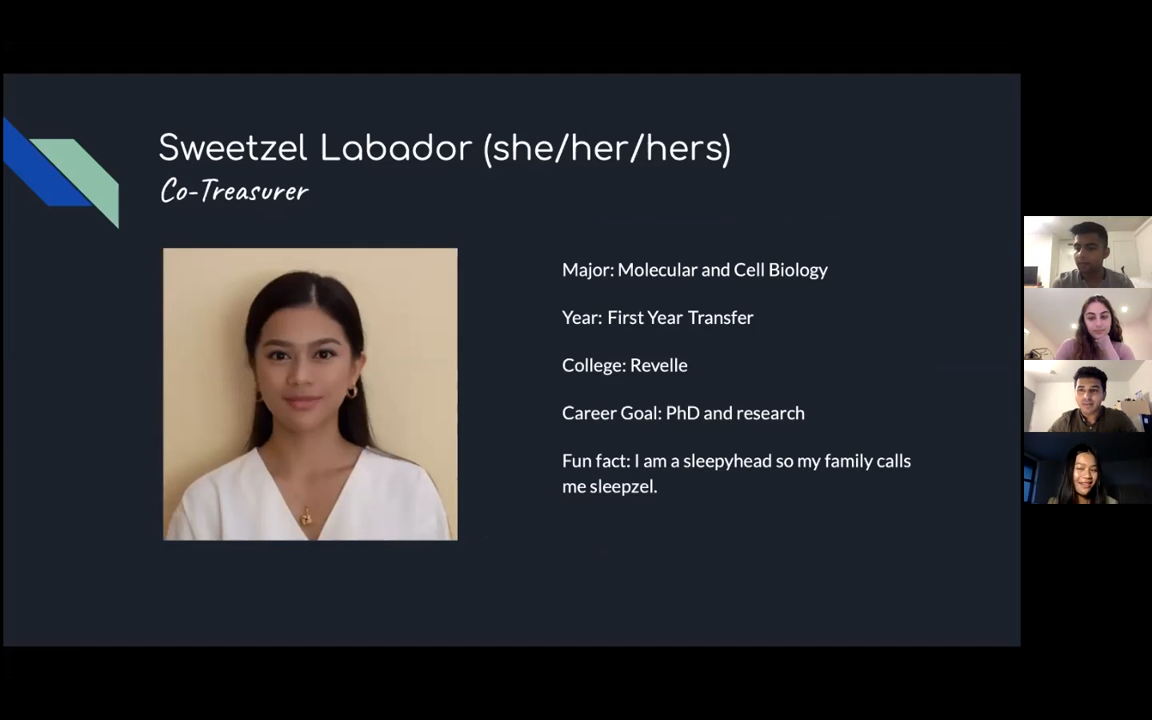 Sweetzel Labador (she/her/hers)
Co-Treasurer
Major: Molecular and Cell Biology
Year: First Year Transfer
College: Revelle
Career Goal: PhD and research
Fun fact: I am a sleepyhead so my family calls
me sleepzel.